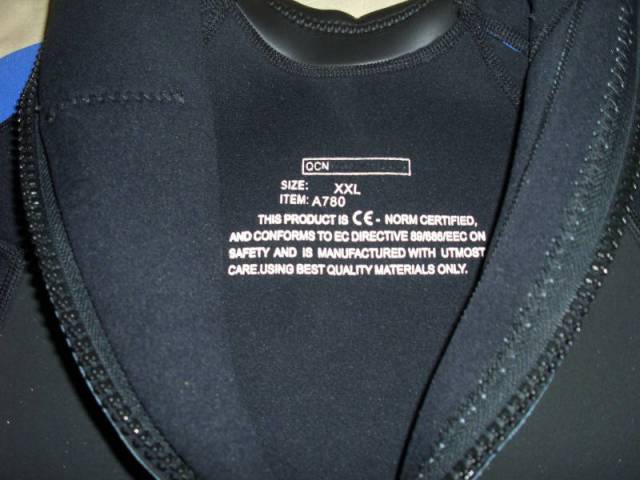 QCN
SIZE: XXL
ITEM: A780
THIS PRODUCT IS CE - NORM CERTIFIED,
AND CONFORMS TO EC DIRECTIVE 89/686/EEC ON
SAFETY AND IS MANUFACTURED WITH UTMOST
CARE.USING BEST QUALITY MATERIALS ONLY.